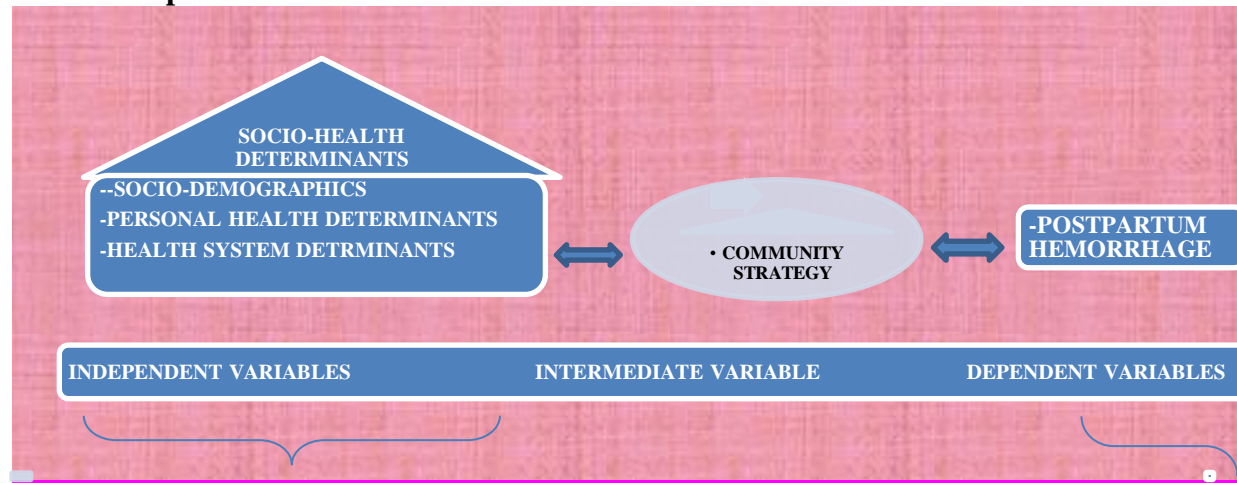 SOCIO-HEALTH
DETERMINANTS
--SOCIO-DEMOGRAPHICS
-PERSONAL HEALTH DETERMINANTS
-HEALTH SYSTEM DETRMINANTS
• COMMUNITY
STRATEGY
-POSTPARTUM
HEMORRHAGE
INDEPENDENT VARIABLES INTERMEDIATE VARIABLE DEPENDENT VARIABLES